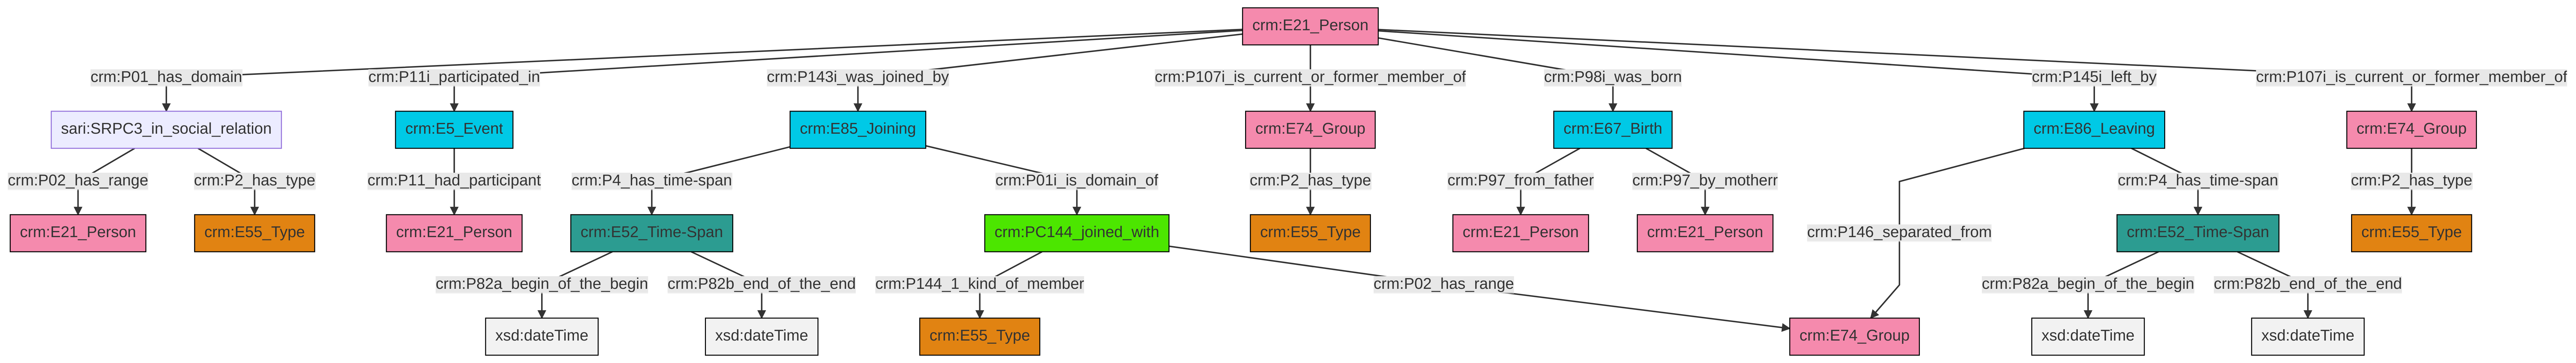 crm:E21_Person
crm:P01_has_domain
crm:P11i_participated_in
crm:P143i_was_joined_by
crm:P107i_is_current_or_former_member_of
crm:P98i_was_born
crm:P145i_left_by
crm:P107i_is_current_or_former_member_of
sari:SRPC3_in_social_relation
crm:E5_Event
crm:E85_Joining
crm:E74_Group
crm:E67_Birth
crm:E86_Leaving
crm:E74_Group
crm:P02_has_range
crm:P2_has_type
crm:P11_had_participant
crm:P4_has_time-span
crm:P01i_is_domain_of
crm:P2_has_type
crm:P97_from_father
crm:P97_by_motherr
crm:P4_has_time-span
crm:P2_has_type
crm:E21_Person
crm:E55_Type
crm:E21_Person
crm:E52_Time-Span
crm:PC144_joined_with
crm:E55_Type
crm:E21_Person
crm:E21_Person
crm:P146_separated_from
crm:E52_Time-Span
crm:E55_Type
crm:P82a_begin_of_the_begin
crm:P82b_end_of_the_end
crm:P144_1_kind_of_member
crm:P02_has_range
crm:P82a_begin_of_the_begin
crm:P82b_end_of_the_end
xsd:dateTime
xsd:dateTime
crm:E55_Type
crm:E74_Group
xsd:dateTime
xsd:dateTime